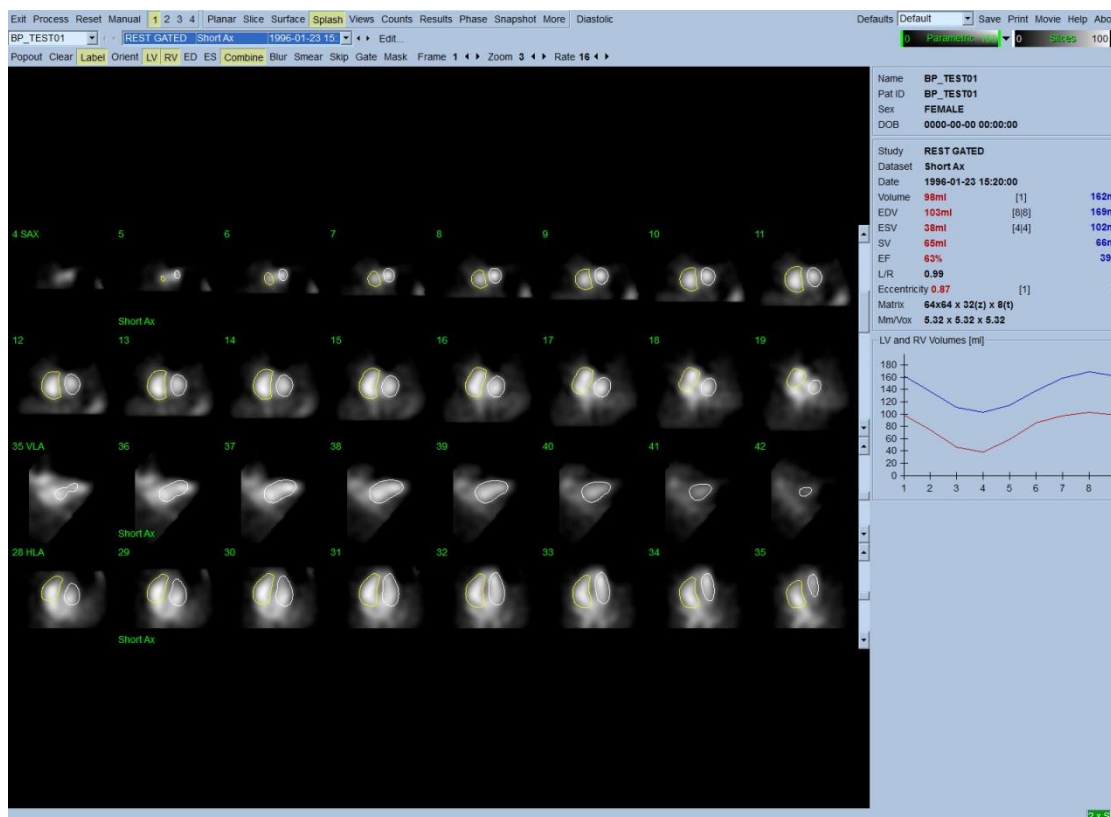 Exit Process Reset Manual 1 2 3 4 Planar Slice Surface Splash Views Counts Results Phase Snapshot More Diastolic Defaults Default Save Print Movie Help
BP_TEST01 REST GATED Short Ax 1996-01-23 15: Edit... 0 Parametric 100 0 Slices 100
Popout Clear Label Orient LV RV ED ES Combine Blur Smear Skip Gate Mask Frame 1 Zoom 3 Rate 16
Name BP_TEST01
Pat ID BP_TEST01
Sex FEMALE
DOB 0000-00-00 00:00:00
Study REST GATED
Dataset Short Ax
Date 1996-01-23 15:20:00
Volume 98ml [1]
EDV 103ml [8|8]
ESV 38ml [4|4]
SV 65ml
EF 63% 39
L/R 0.99
Eccentricity 0.87 [1]
Matrix 64x64 x 32(z) x 8(t)
Mm/Vox 5.32 x 5.32 x 5.32
LV and RV Volumes [ml]
180
160
140
120
100
80
60
40
20
0
1 2 3 4 5 6 7 8
4 SAX 5 6 7 8 9 10 11
Short Ax
12 13 14 15 16 17 18 19
35 VLA 36 37 38 39 40 41 42
Short Ax
28 HLA 29 30 31 32 33 34 35
Short Ax